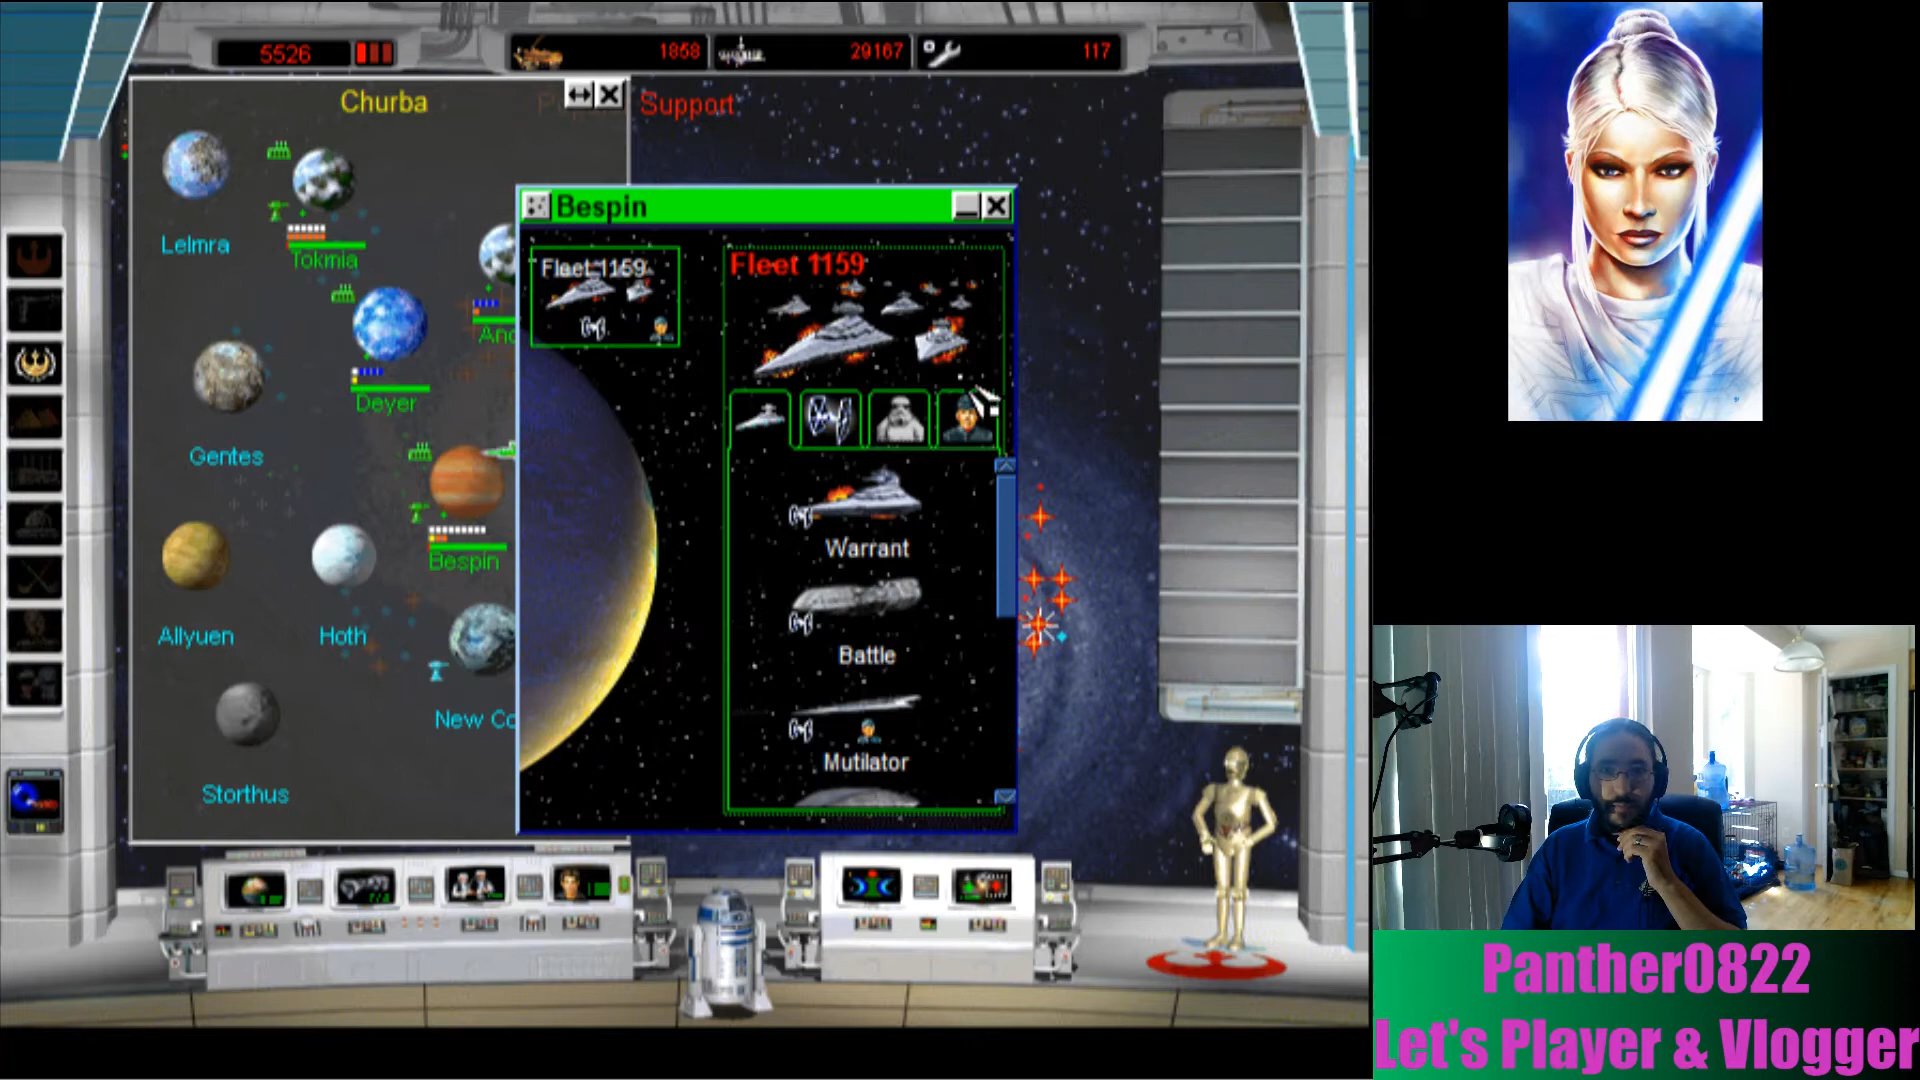 5526
1858
29167
117
Churba
Support
Lelmra
Tokmia
Deyer
Gentes
Bespin
Allyuen
Hoth
Storthus
Bespin
Fleet 1159
Fleet 1159
Warrant
Battle
Mutilator
Panther0822
Let's Player & Vlogger